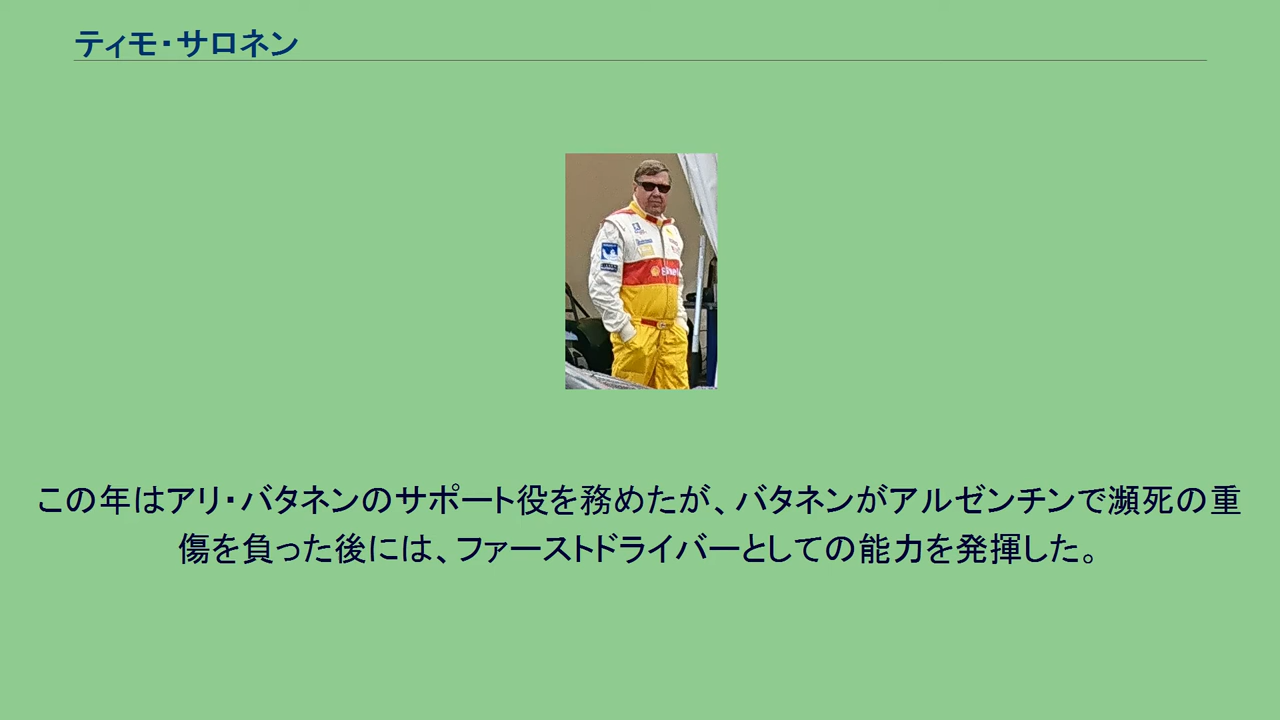 ティモ・サロネン
この年はアリ・バタネンのサポート役を務めたが、バタネンがアルゼンチンで瀕死の重
傷を負った後には、ファーストドライバーとしての能力を発揮した。